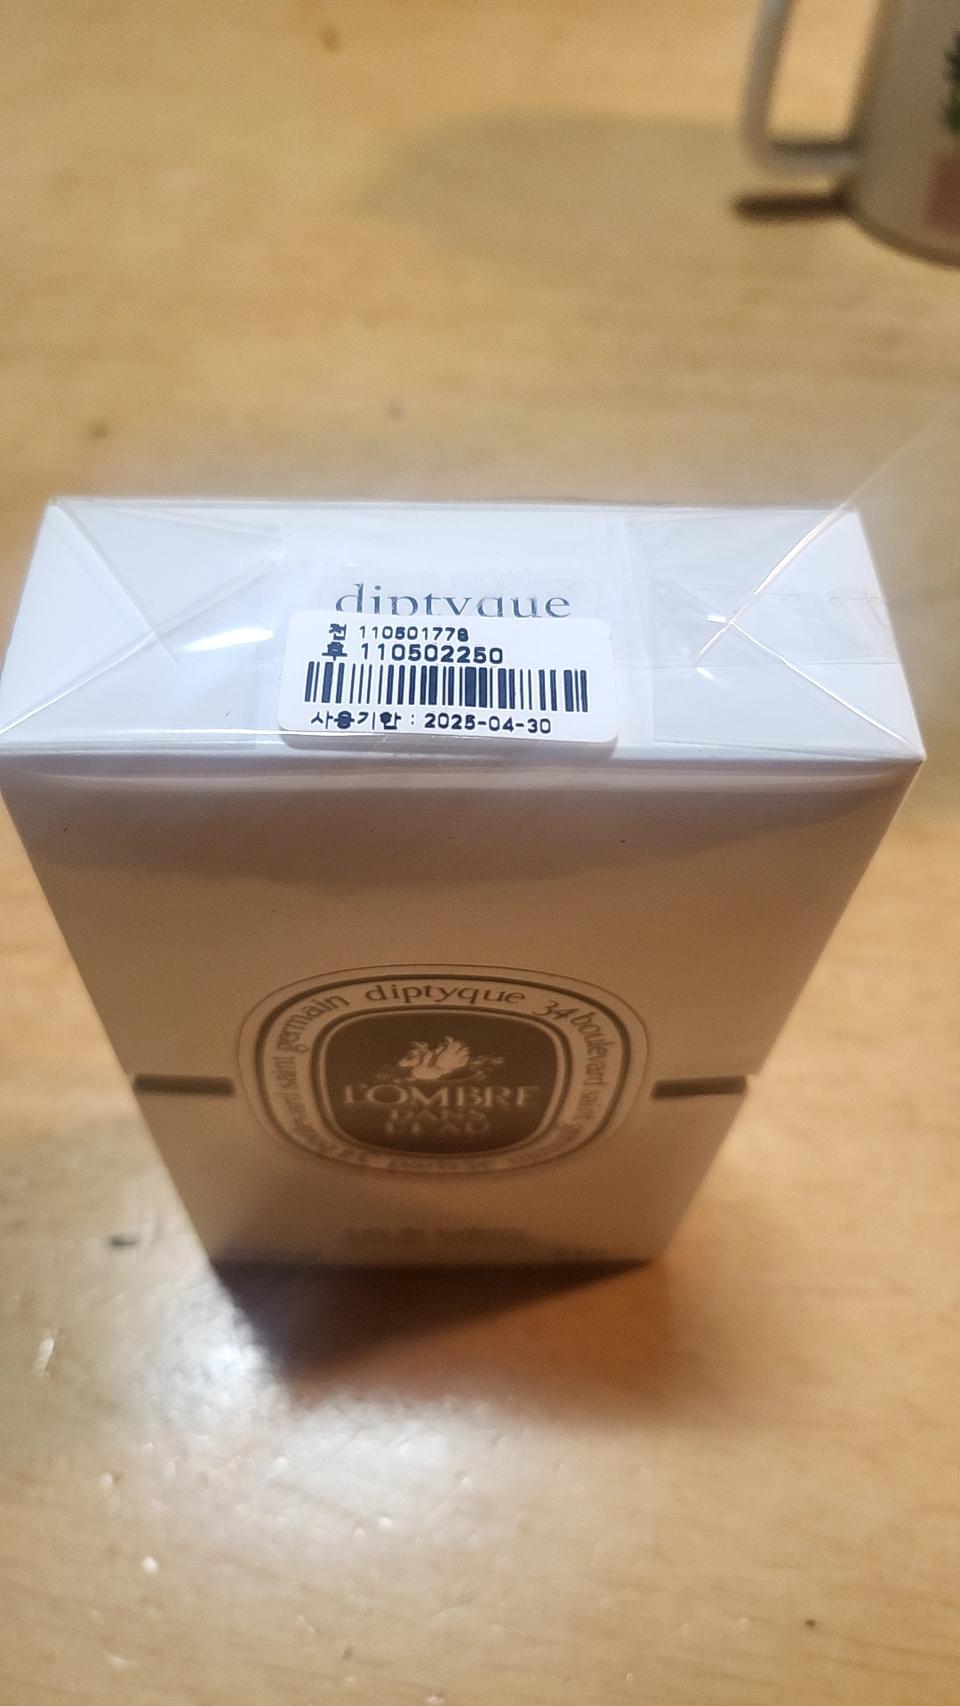 diptyque
전 110501778
후 110502250
사용기한 : 2025-04-30
diptyque 34 boulevard saint germain
L'OMBRE
DANS
L'EAU